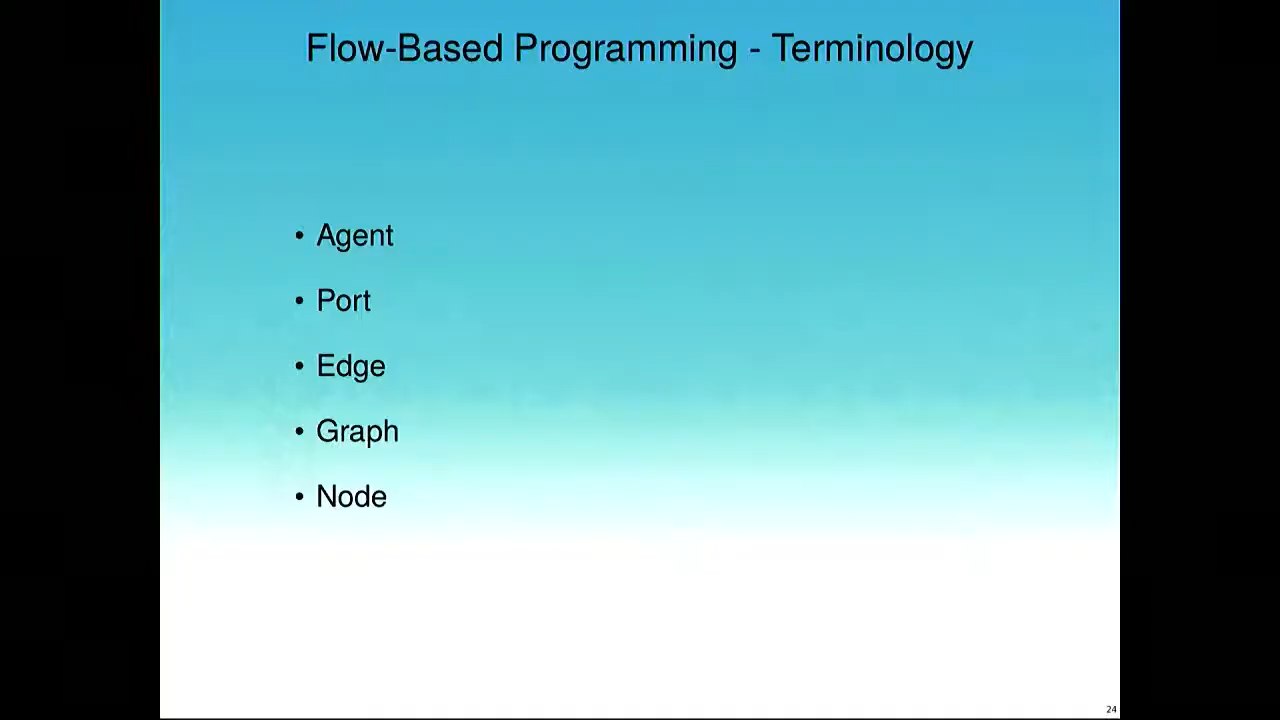 Flow-Based Programming - Terminology
• Agent
• Port
• Edge
• Graph
• Node
24